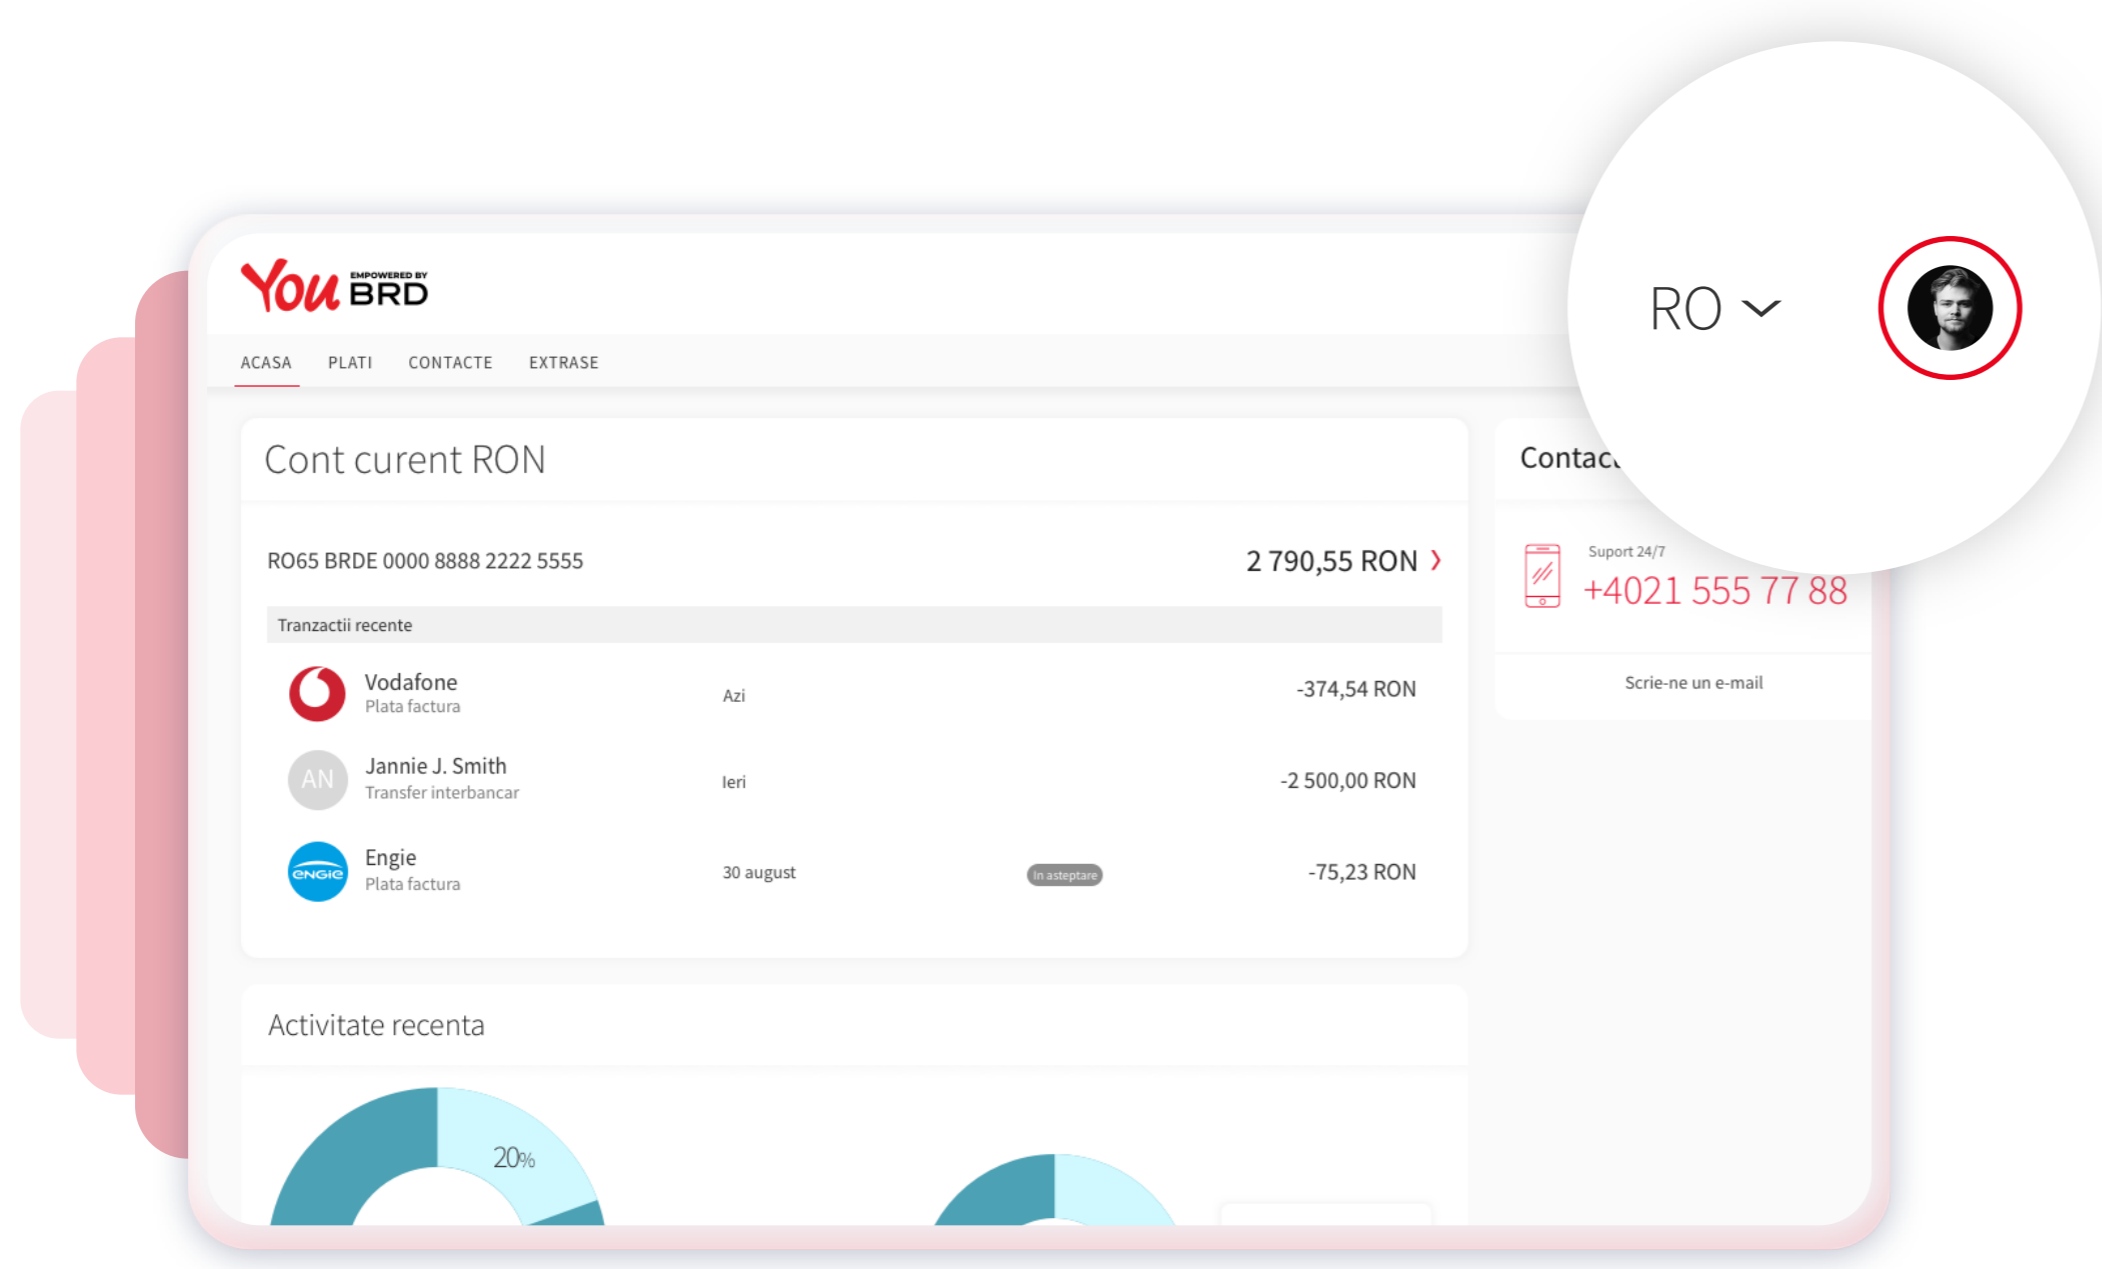 You EMPOWERED BY
BRD
RO
ACASA PLATI CONTACTE EXTRASE
Cont curent RON
RO65 BRDE 0000 8888 2222 5555
2 790,55 RON
Tranzactii recente
Vodafone
Plata factura
Azi
-374,54 RON
AN
Jannie J. Smith
Transfer interbancar
Ieri
-2 500,00 RON
ENGIE
Engie
Plata factura
30 august
In asteptare
-75,23 RON
Suport 24/7
+4021 555 77 88
Scrie-ne un e-mail
Activitate recenta
20%